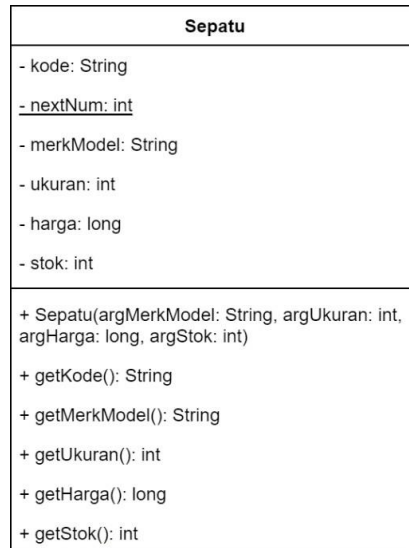 Sepatu
- kode: String
- nextNum: int
- merkModel: String
- ukuran: int
- harga: long
- stok: int
+ Sepatu(argMerkModel: String, argUkuran: int,
argHarga: long, argStok: int)
+ getKode(): String
+ getMerkModel(): String
+ getUkuran(): int
+ getHarga(): long
+ getStok(): int